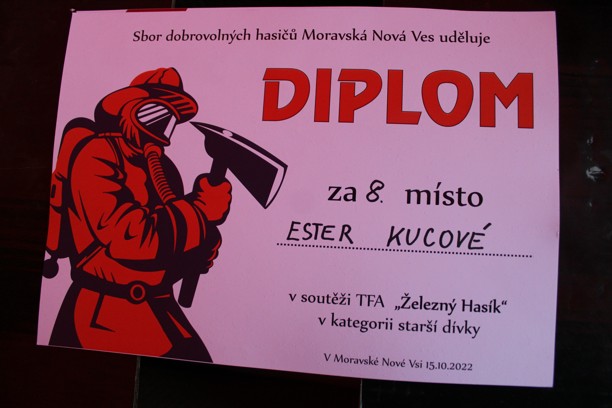 Sbor dobrovolných hasičů Moravská Nová Ves uděluje
DIPLOM
za 8. místo
ESTER KUCOVÉ
v soutěži TFA „Železný Hasík“
v kategorii starší dívky
V Moravské Nové Vsi 15.10.2022